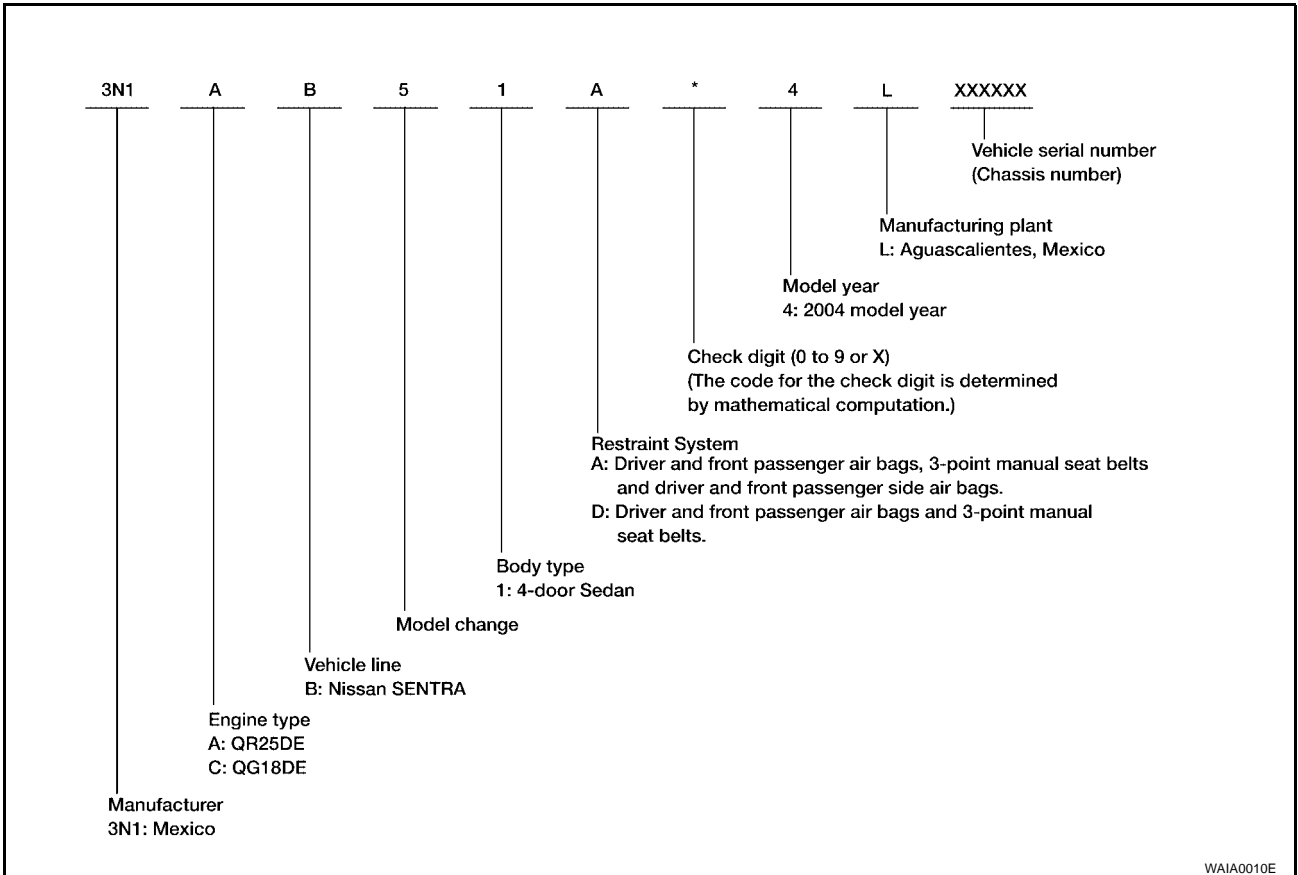 3N1 A B 5 1 A * 4 L XXXXXX
Vehicle serial number
(Chassis number)
Manufacturing plant
L: Aguascalientes, Mexico
Model year
4: 2004 model year
Check digit (0 to 9 or X)
(The code for the check digit is determined
by mathematical computation.)
Restraint System
A: Driver and front passenger air bags, 3-point manual seat belts
and driver and front passenger side air bags.
D: Driver and front passenger air bags and 3-point manual
seat belts.
Body type
1: 4-door Sedan
Model change
Vehicle line
B: Nissan SENTRA
Engine type
A: QR25DE
C: QG18DE
Manufacturer
3N1: Mexico
WAIA0010E